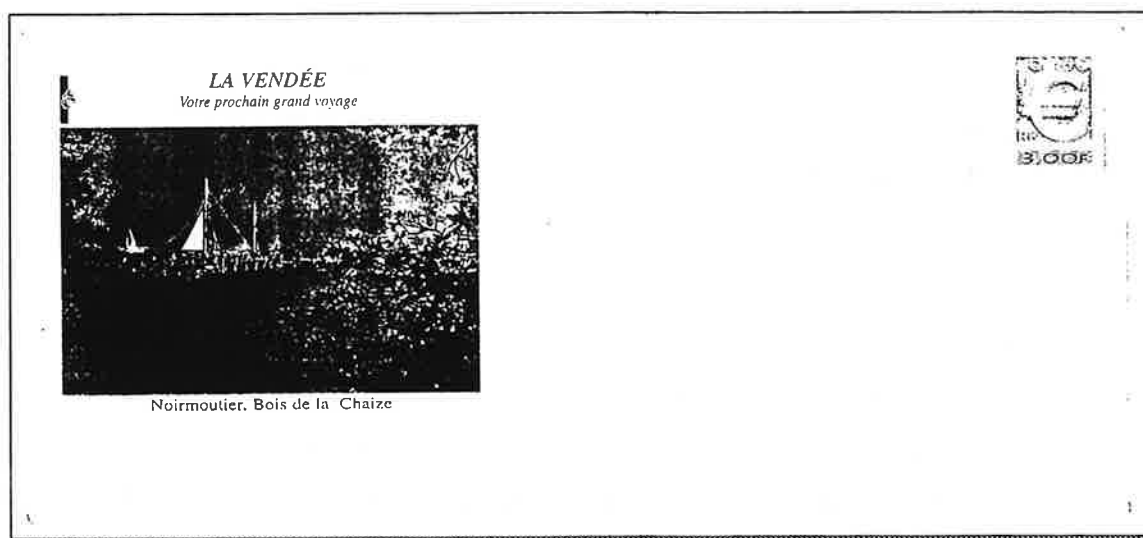 LA VENDÉE
Votre prochain grand voyage
3,00F
Noirmoutier, Bois de la Chaize